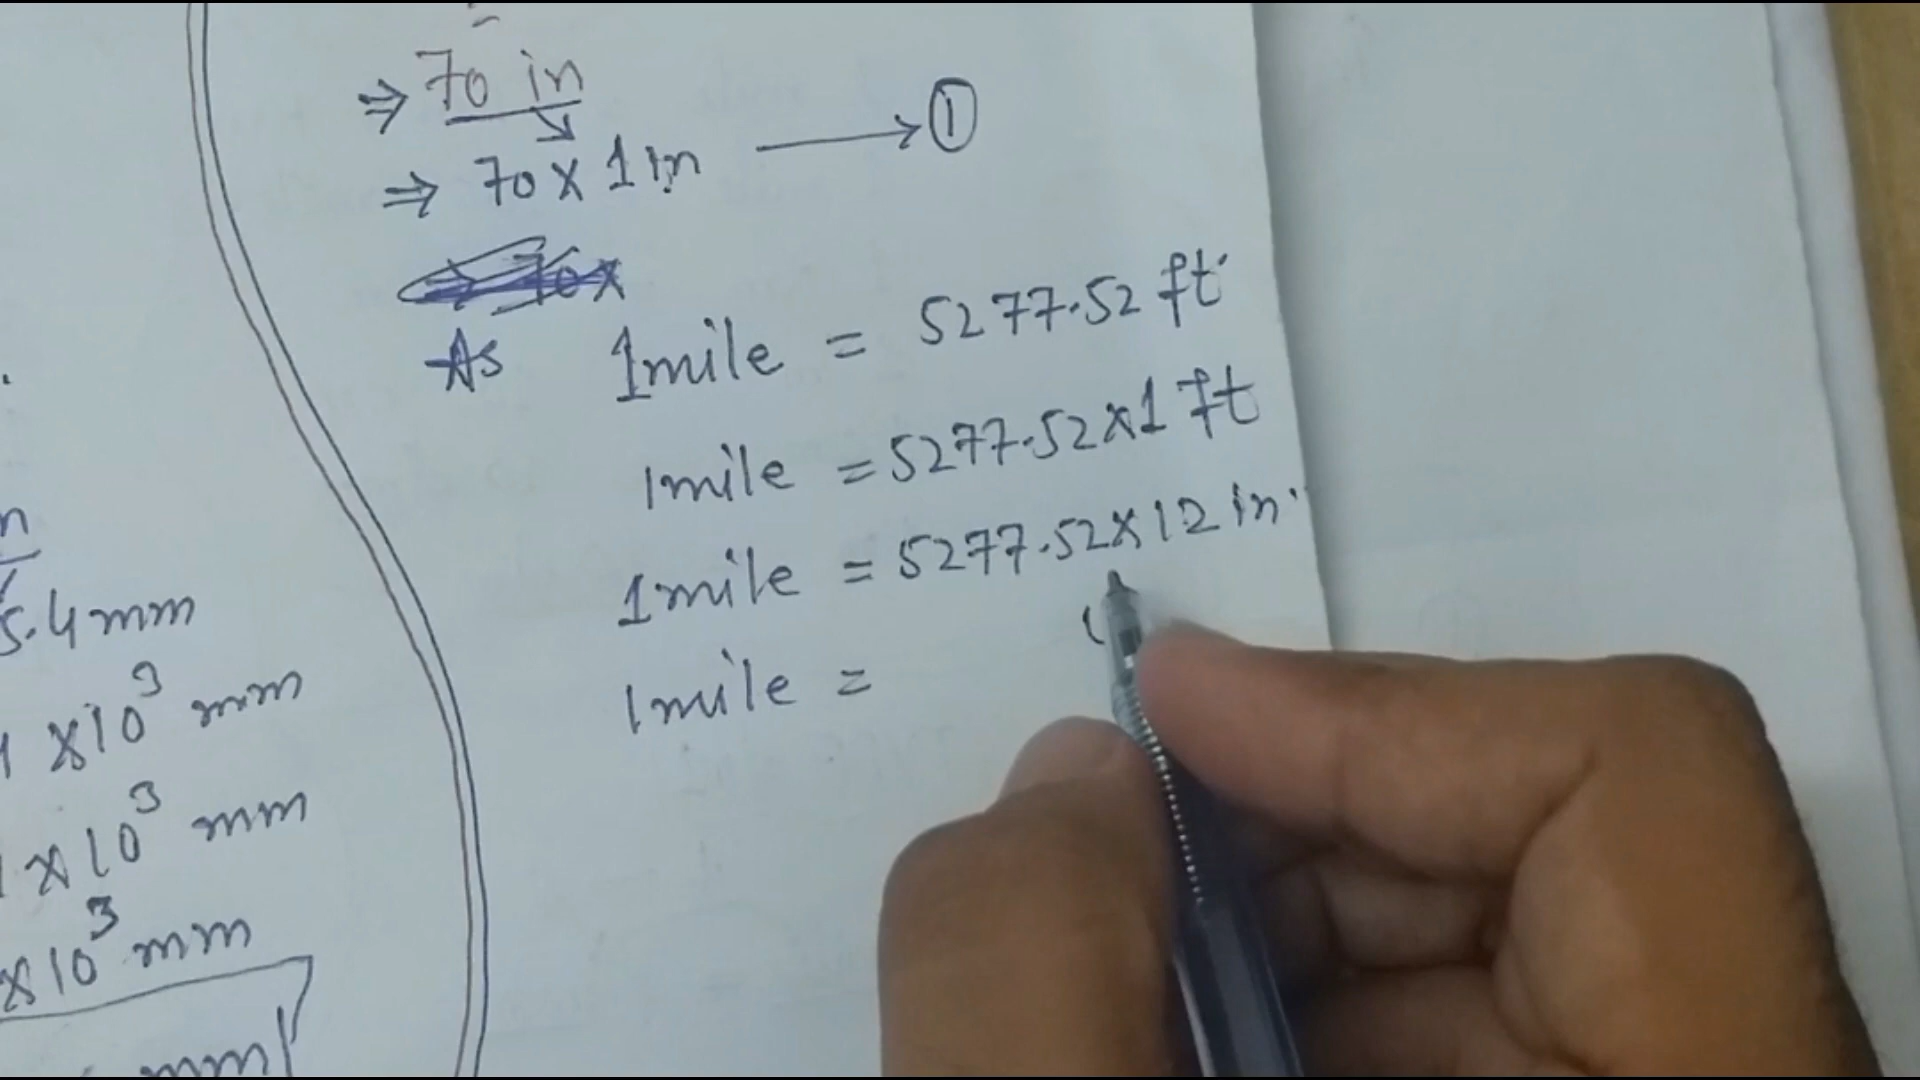 n
5.4mm
x10³ mm
x10³ mm
x10³ mm
mm
⇒ 70 in
⇒ 70 x 1 in ⟶ ①
As 1mile = 5277.52 ft
1mile = 5277.52x1 ft
1mile = 5277.52x12 in
1mile =